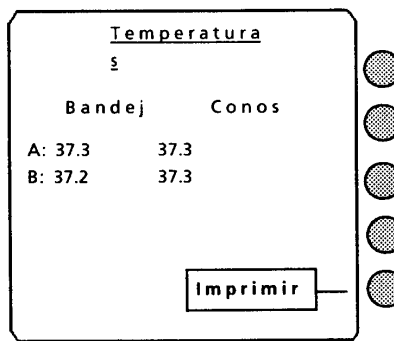 Temperatura
s
Bandej Conos
A: 37.3 37.3
B: 37.2 37.3
Imprimir